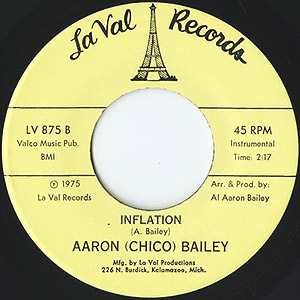 La Val Records
LV 875 B
Valco Music Pub.
BMI
45 RPM
Instrumental
Time: 2:17
℗ 1975
La Val Records
Arr. & Prod. by:
Al Aaron Bailey
INFLATION
(A. Bailey)
AARON (CHICO) BAILEY
Mfg. by La Val Productions
226 N. Burdick, Kalamazoo, Mich.